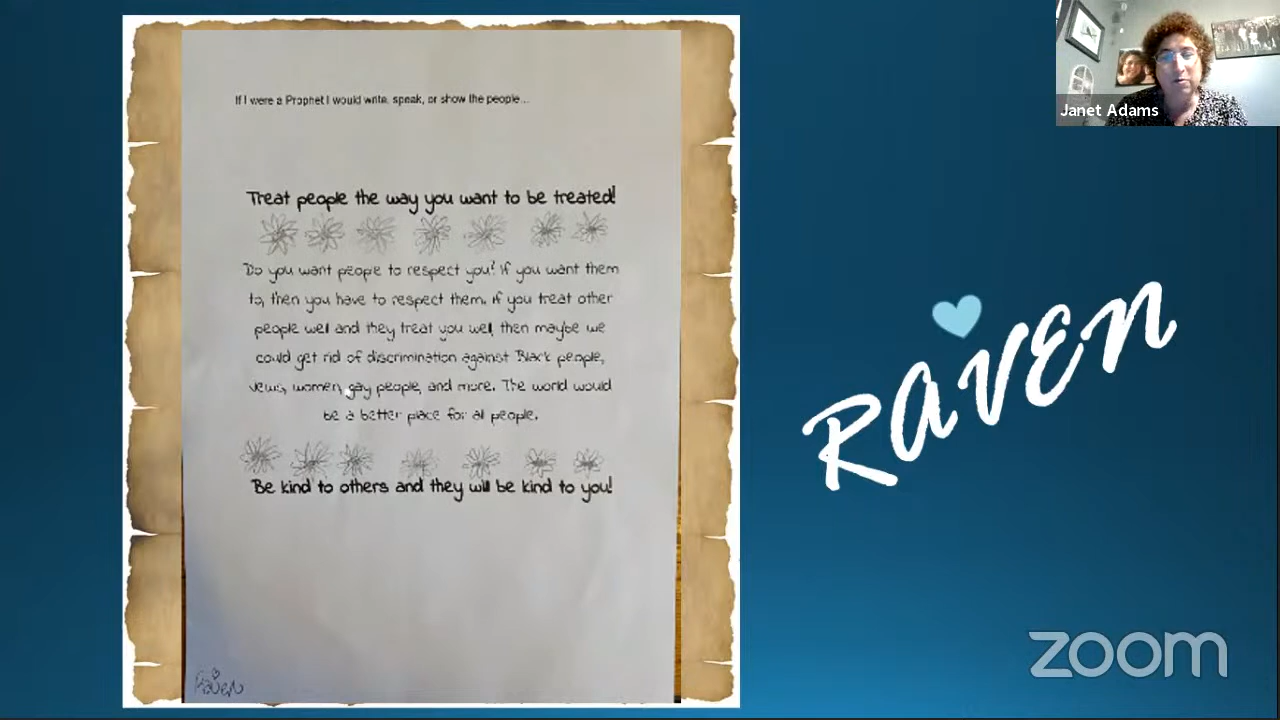 If I were a Prophet I would write, speak, or show the people...
Treat people the way you want to be treated!
Do you want people to respect you? If you want them
to, then you have to respect them. If you treat other
people well and they treat you well, then maybe we
could get rid of discrimination against Black people,
Jews, women, gay people, and more. The world would
be a better place for all people.
Be kind to others and they will be kind to you!
Raven
RAVEN
Janet Adams
zoom